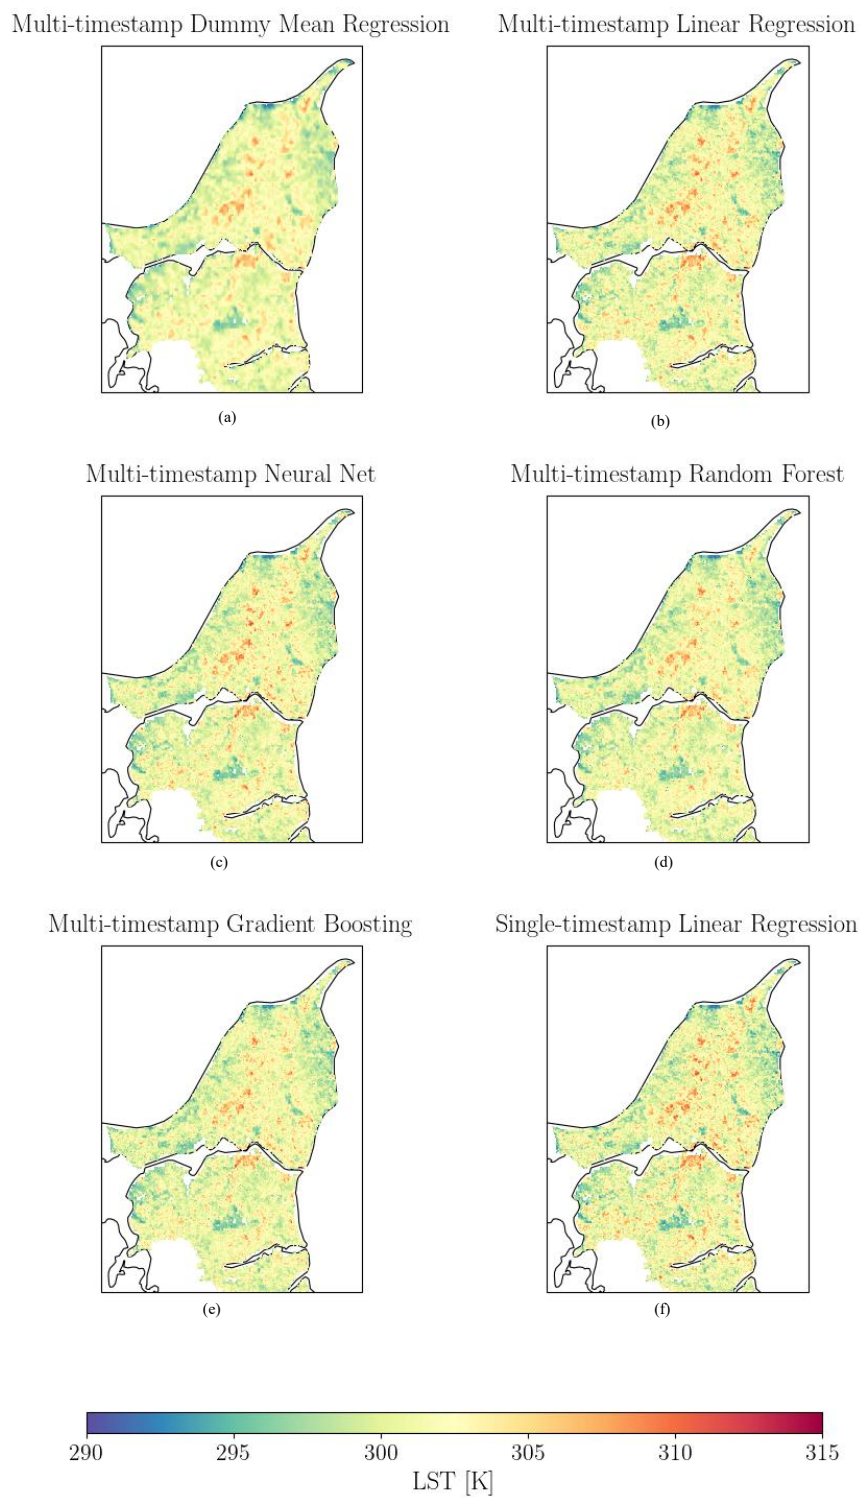 Multi-timestamp Dummy Mean Regression
Multi-timestamp Linear Regression
(a)
(b)
Multi-timestamp Neural Net
Multi-timestamp Random Forest
(c)
(d)
Multi-timestamp Gradient Boosting
Single-timestamp Linear Regression
(e)
(f)
290 295 300 305 310 315
LST [K]